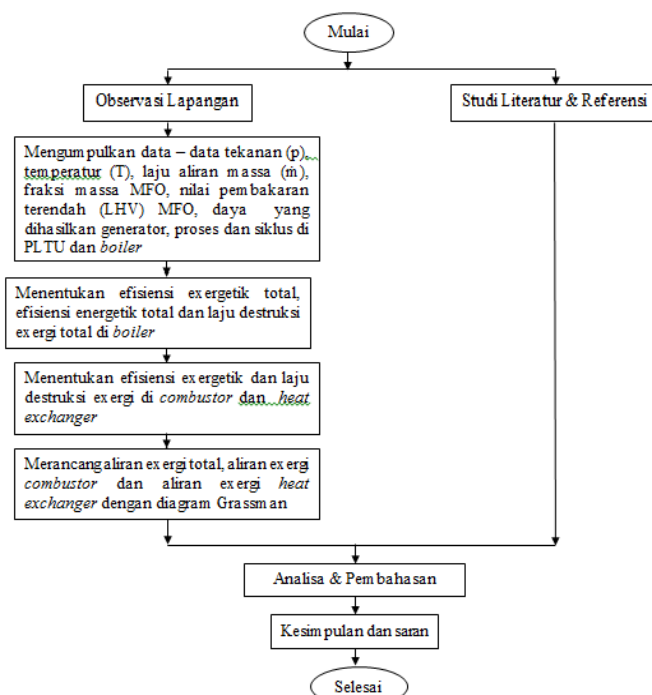 Mulai
Observasi Lapangan
Studi Literatur & Referensi
Mengumpulkan data – data tekanan (p),
temperatur (T), laju aliran massa (ṁ),
fraksi massa MFO, nilai pembakaran
terendah (LHV) MFO, daya yang
dihasilkan generator, proses dan siklus di
PLTU dan boiler
Menentukan efisiensi exergetik total,
efisiensi energetik total dan laju destruksi
exergi total di boiler
Menentukan efisiensi exergetik dan laju
destruksi exergi di combustor dan heat
exchanger
Merancang aliran exergi total, aliran exergi
combustor dan aliran exergi heat
exchanger dengan diagram Grassman
Analisa & Pembahasan
Kesimpulan dan saran
Selesai